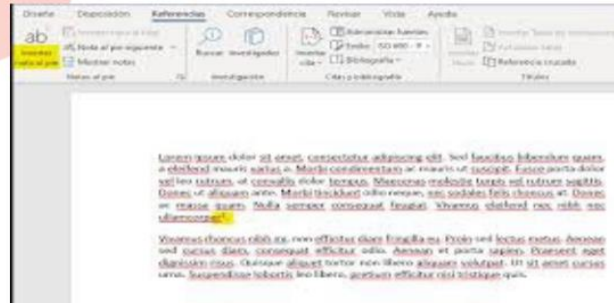 Diseño Disposición Referencias Correspondencia Revisar Vista Ayuda
ab
Insertar nota al pie
Nota al pie siguiente
Mostrar notas
Notas al pie
Buscar Investigador
Investigación
Insertar cita
Administrar fuentes
Estilo: ISO 690
Bibliografía
Citas y bibliografía
Referencia cruzada
Títulos
Lorem ipsum dolor sit amet, consectetur adipiscing elit. Sed faucibus bibendum quam,
a eleifend mauris varius a. Morbi condimentum ac mauris ut suscipit. Fusce porta dolor
vel leo rutrum, at convallis dolor tempus. Maecenas molestie turpis vel rutrum sagittis.
Donec ut aliquam ante. Morbi tincidunt odio neque, nec sodales felis rhoncus at. Donec
ac massa quam. Nulla semper consequat feugiat. Vivamus eleifend nec nibh nec
ullamcorper
Vivamus rhoncus nibh mi, non efficitur diam fringilla eu. Proin sed lectus metus. Aenean
sed cursus diam, consequat efficitur odio. Aenean et porta sapien. Praesent eget
dignissim risus. Quisque aliquet tortor non libero aliquam volutpat. Ut sit amet cursus
urna. Suspendisse lobortis leo libero, pretium efficitur nisi tristique quis.